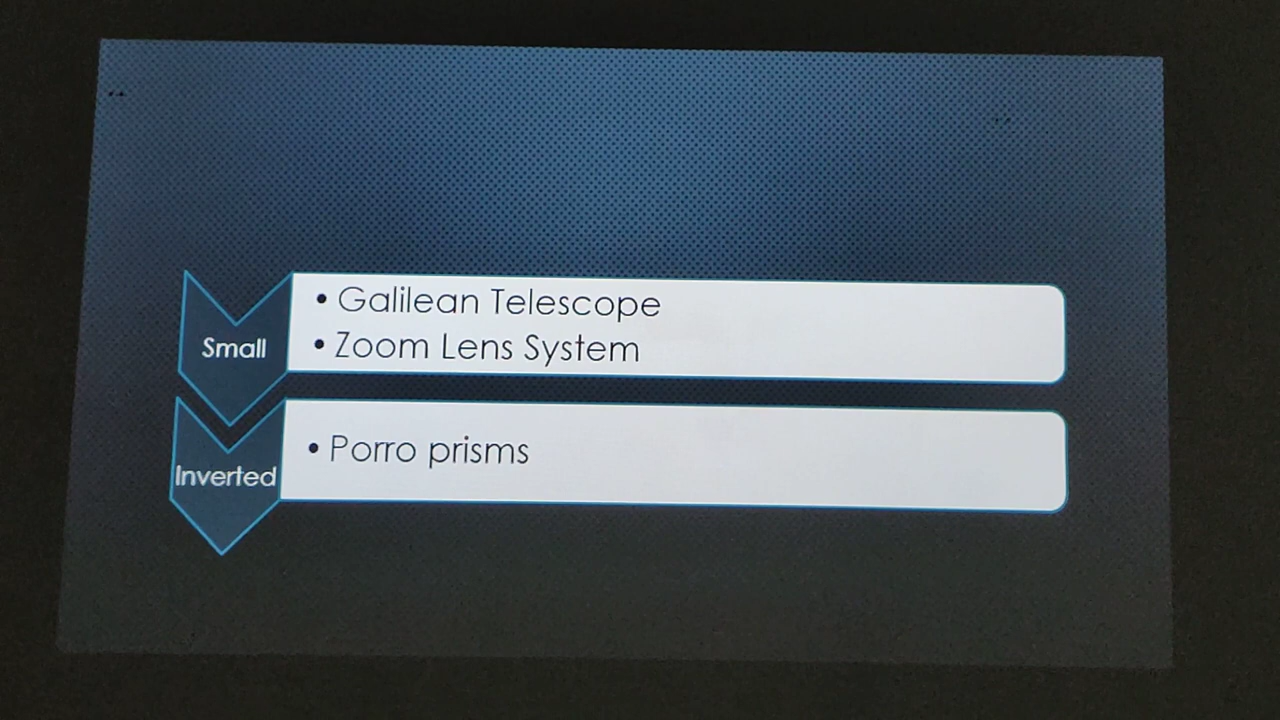 Small
• Galilean Telescope
• Zoom Lens System
Inverted
• Porro prisms